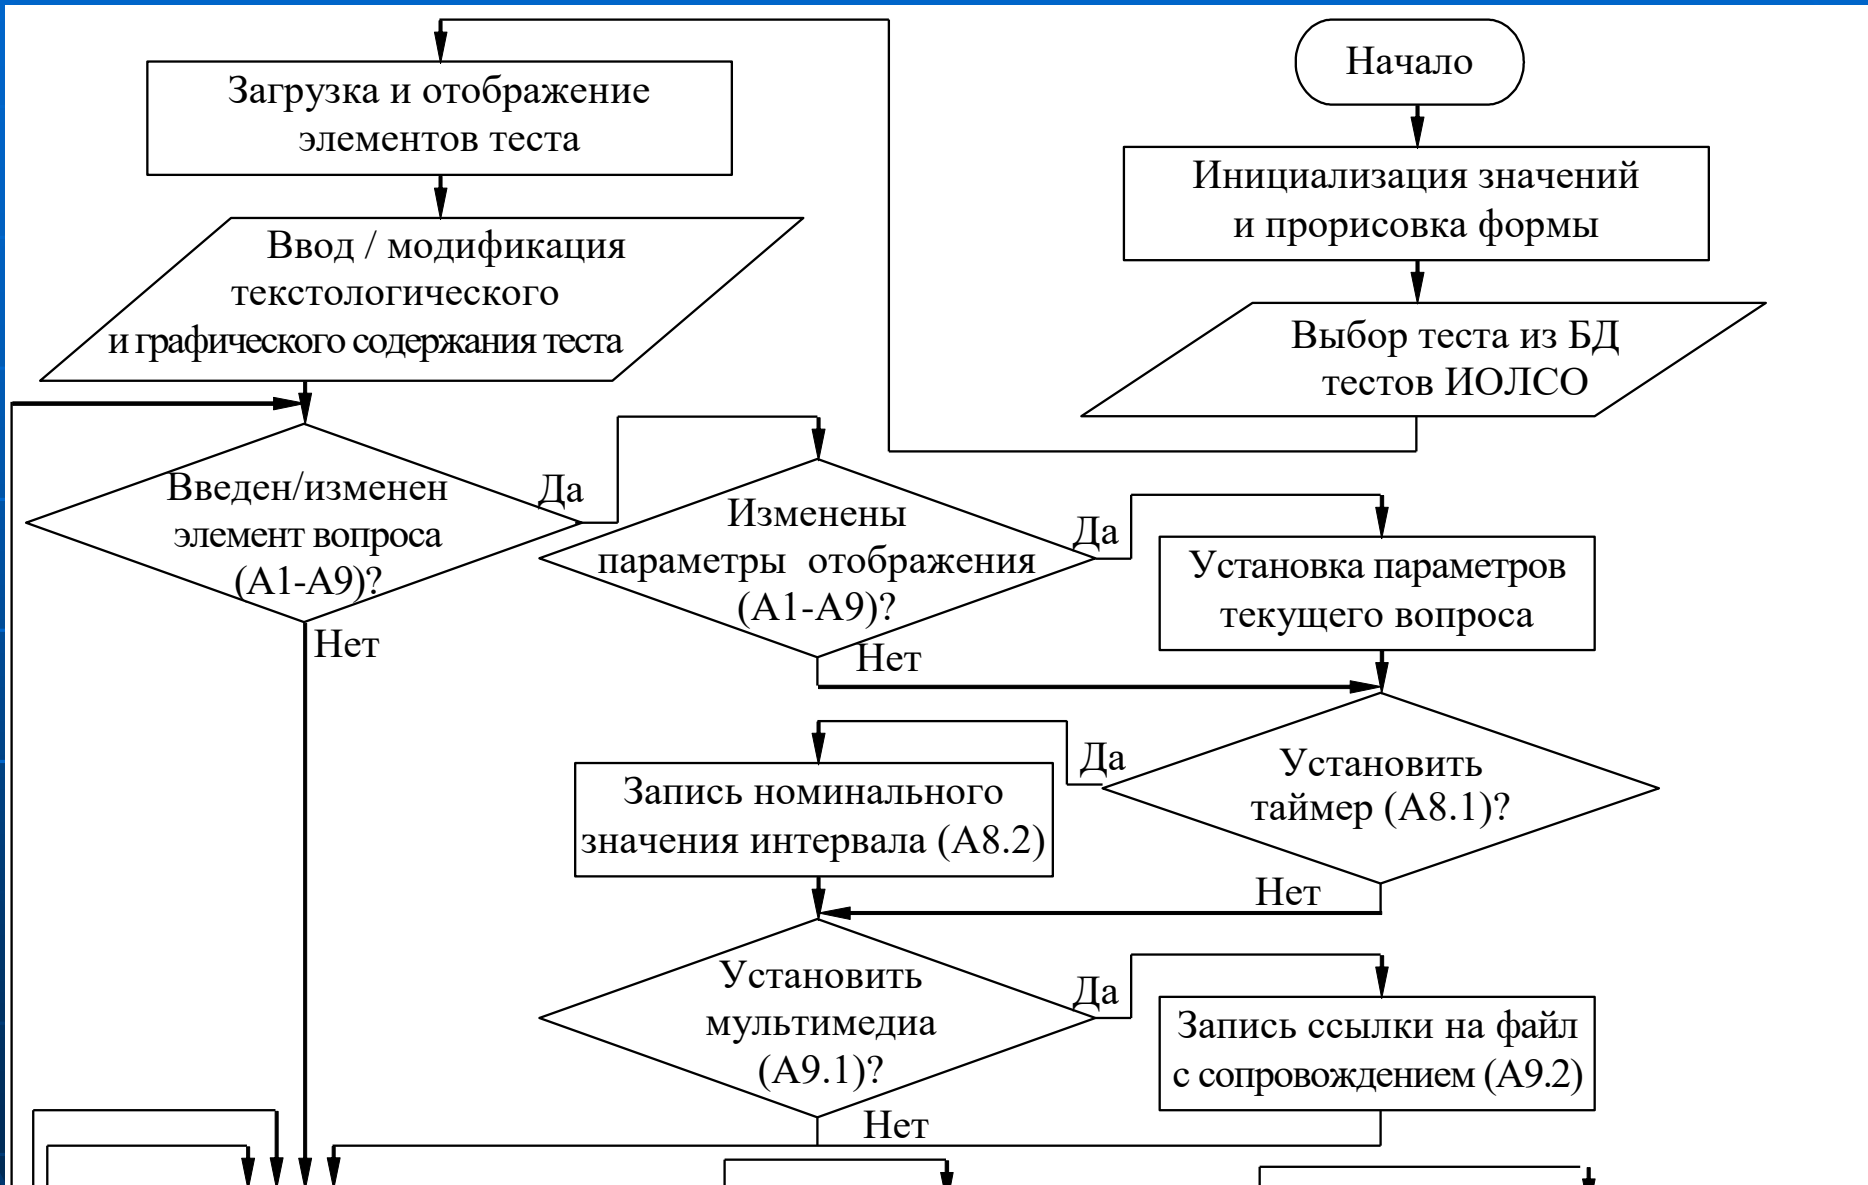 Начало
Инициализация значений
и прорисовка формы
Выбор теста из БД
тестов ИОЛСО
Загрузка и отображение
элементов теста
Ввод / модификация
текстологического
и графического содержания теста
Введен/изменен
элемент вопроса
(А1-А9)?
Да
Нет
Изменены
параметры отображения
(А1-А9)?
Да
Нет
Установка параметров
текущего вопроса
Установить
таймер (А8.1)?
Да
Нет
Запись номинального
значения интервала (А8.2)
Установить
мультимедиа
(А9.1)?
Да
Нет
Запись ссылки на файл
с сопровождением (А9.2)